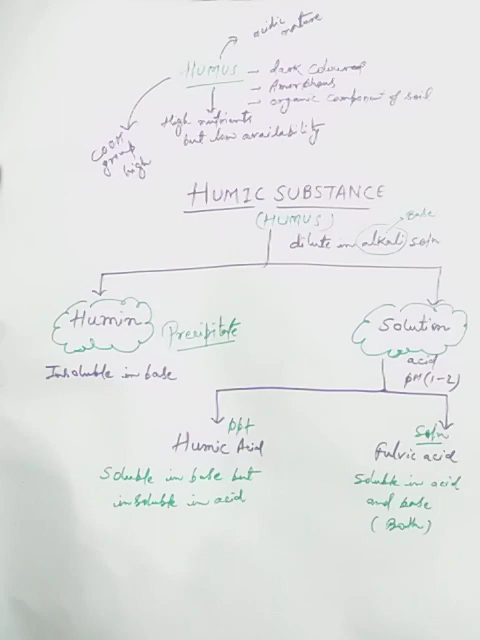 acidic
nature
HUMUS
- dark coloured
- Amorphous
- organic component of soil
High nutrients
but low availability
COOH
group
high
HUMIC SUBSTANCE
(HUMUS)
Base
dilute in alkali soln
Humin
Precipitate
Solution
Insoluble in base
acid
pH (1-2)
ppt
Humic Acid
Soluble in base but
insoluble in acid
Soln
Fulvic acid
Soluble in acid
and base
(Both)